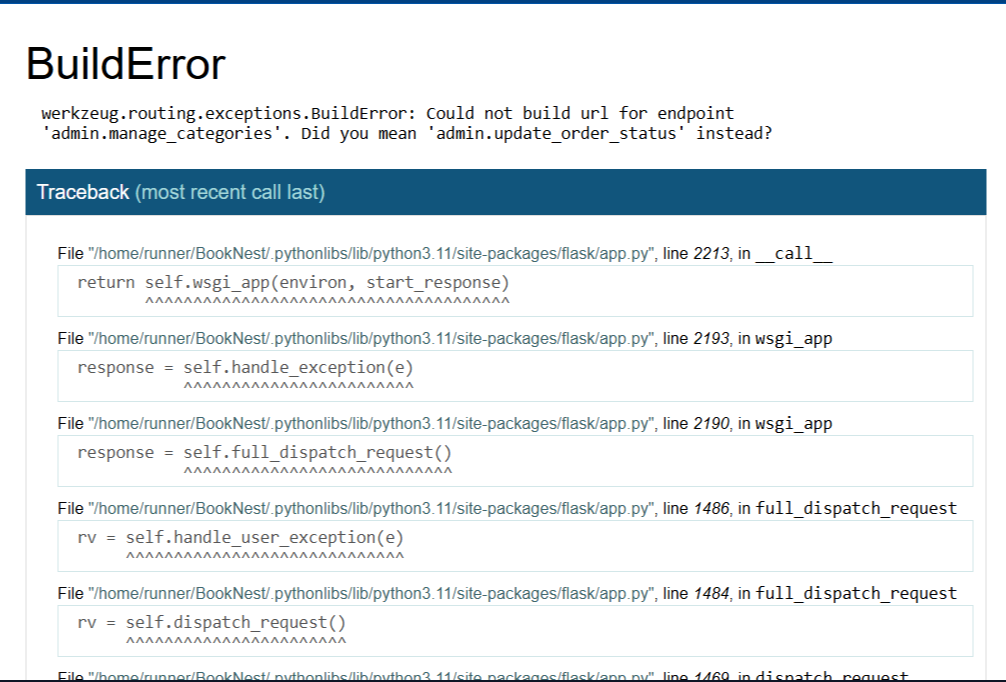 BuildError
werkzeug.routing.exceptions.BuildError: Could not build url for endpoint
'admin.manage_categories'. Did you mean 'admin.update_order_status' instead?
Traceback (most recent call last)
File "/home/runner/BookNest/.pythonlibs/lib/python3.11/site-packages/flask/app.py", line 2213, in __call__
return self.wsgi_app(environ, start_response)
^^^^^^^^^^^^^^^^^^^^^^^^^^^^^^^^^^^^^^
File "/home/runner/BookNest/.pythonlibs/lib/python3.11/site-packages/flask/app.py", line 2193, in wsgi_app
response = self.handle_exception(e)
^^^^^^^^^^^^^^^^^^^^^^^^
File "/home/runner/BookNest/.pythonlibs/lib/python3.11/site-packages/flask/app.py", line 2190, in wsgi_app
response = self.full_dispatch_request()
^^^^^^^^^^^^^^^^^^^^^^^^^^^^
File "/home/runner/BookNest/.pythonlibs/lib/python3.11/site-packages/flask/app.py", line 1486, in full_dispatch_request
rv = self.handle_user_exception(e)
^^^^^^^^^^^^^^^^^^^^^^^^^^^^^
File "/home/runner/BookNest/.pythonlibs/lib/python3.11/site-packages/flask/app.py", line 1484, in full_dispatch_request
rv = self.dispatch_request()
^^^^^^^^^^^^^^^^^^^^^^^
File "/home/runner/BookNest/.pythonlibs/lib/python3.11/site-packages/flask/app.py", line 1469, in dispatch_request